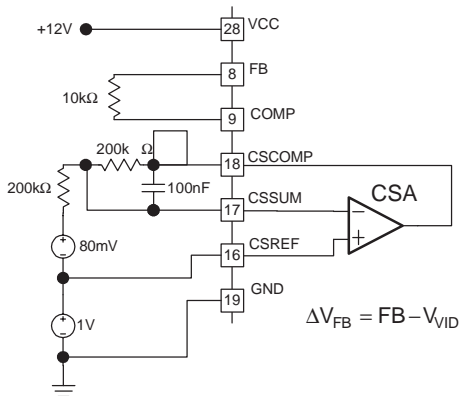 +12V
28 VCC
8 FB
10kΩ
9 COMP
200k Ω
18 CSCOMP
200kΩ
100nF
17 CSSUM
CSA
80mV
16 CSREF
19 GND
1V
ΔV_FB = FB − V_VID